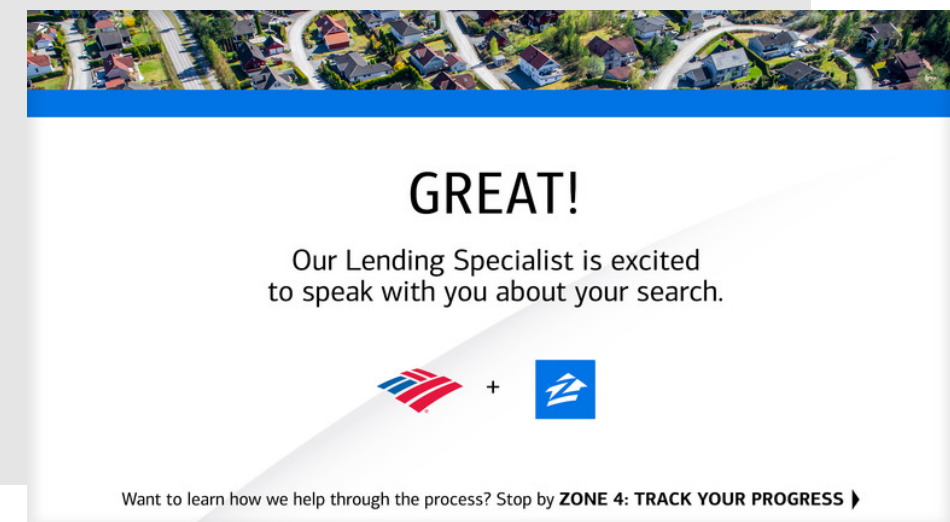 GREAT!
Our Lending Specialist is excited
to speak with you about your search.
+
Want to learn how we help through the process? Stop by ZONE 4: TRACK YOUR PROGRESS